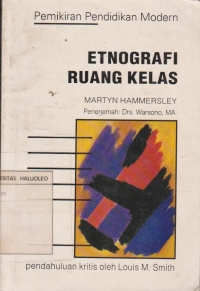 Pemikiran Pendidikan Modern
ETNOGRAFI
RUANG KELAS
MARTYN HAMMERSLEY
Penerjemah: Drs. Warsono, MA.
RSITAS HALUOLEO
pendahuluan kritis oleh Louis M. Smith